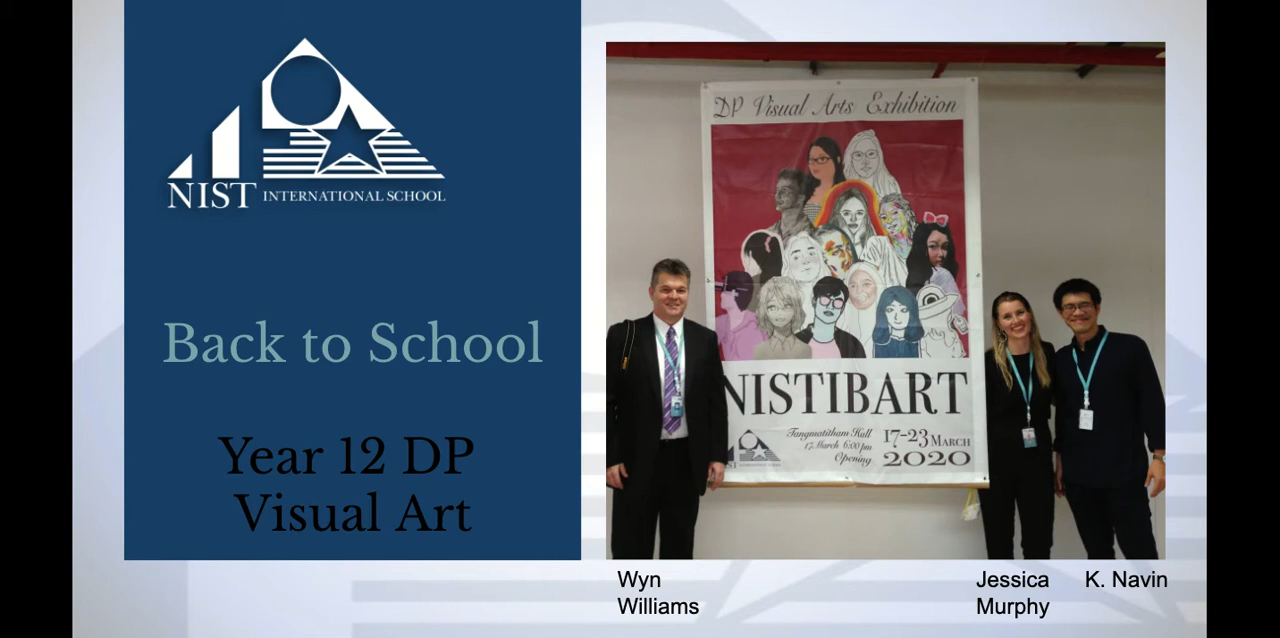 NIST INTERNATIONAL SCHOOL
Back to School
Year 12 DP
Visual Art
DP Visual Arts Exhibition
NISTIBART
Tangmatitham Hall
17 March 6:00 pm
Opening
17-23 MARCH
2020
Wyn
Williams
Jessica
Murphy
K. Navin